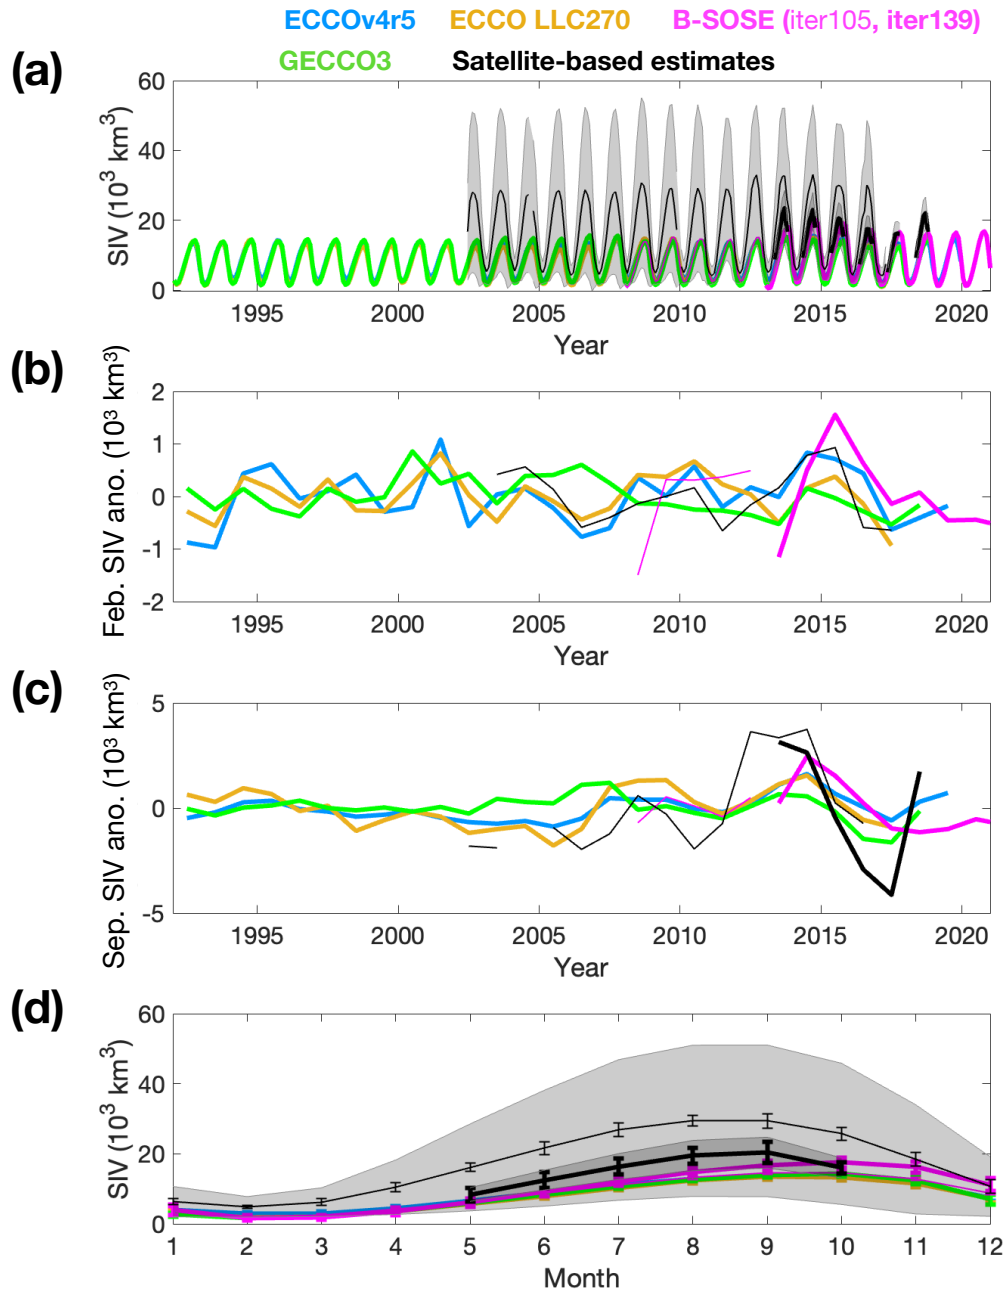 ECCOv4r5 ECCO LLC270 B-SOSE (iter105, iter139)
GECCO3 Satellite-based estimates
(a)
SIV (10³ km³)
60
40
20
0
1995 2000 2005 2010 2015 2020
Year
(b)
Feb. SIV ano. (10³ km³)
2
1
0
-1
-2
1995 2000 2005 2010 2015 2020
Year
(c)
Sep. SIV ano. (10³ km³)
5
0
-5
1995 2000 2005 2010 2015 2020
Year
(d)
SIV (10³ km³)
60
40
20
0
1 2 3 4 5 6 7 8 9 10 11 12
Month